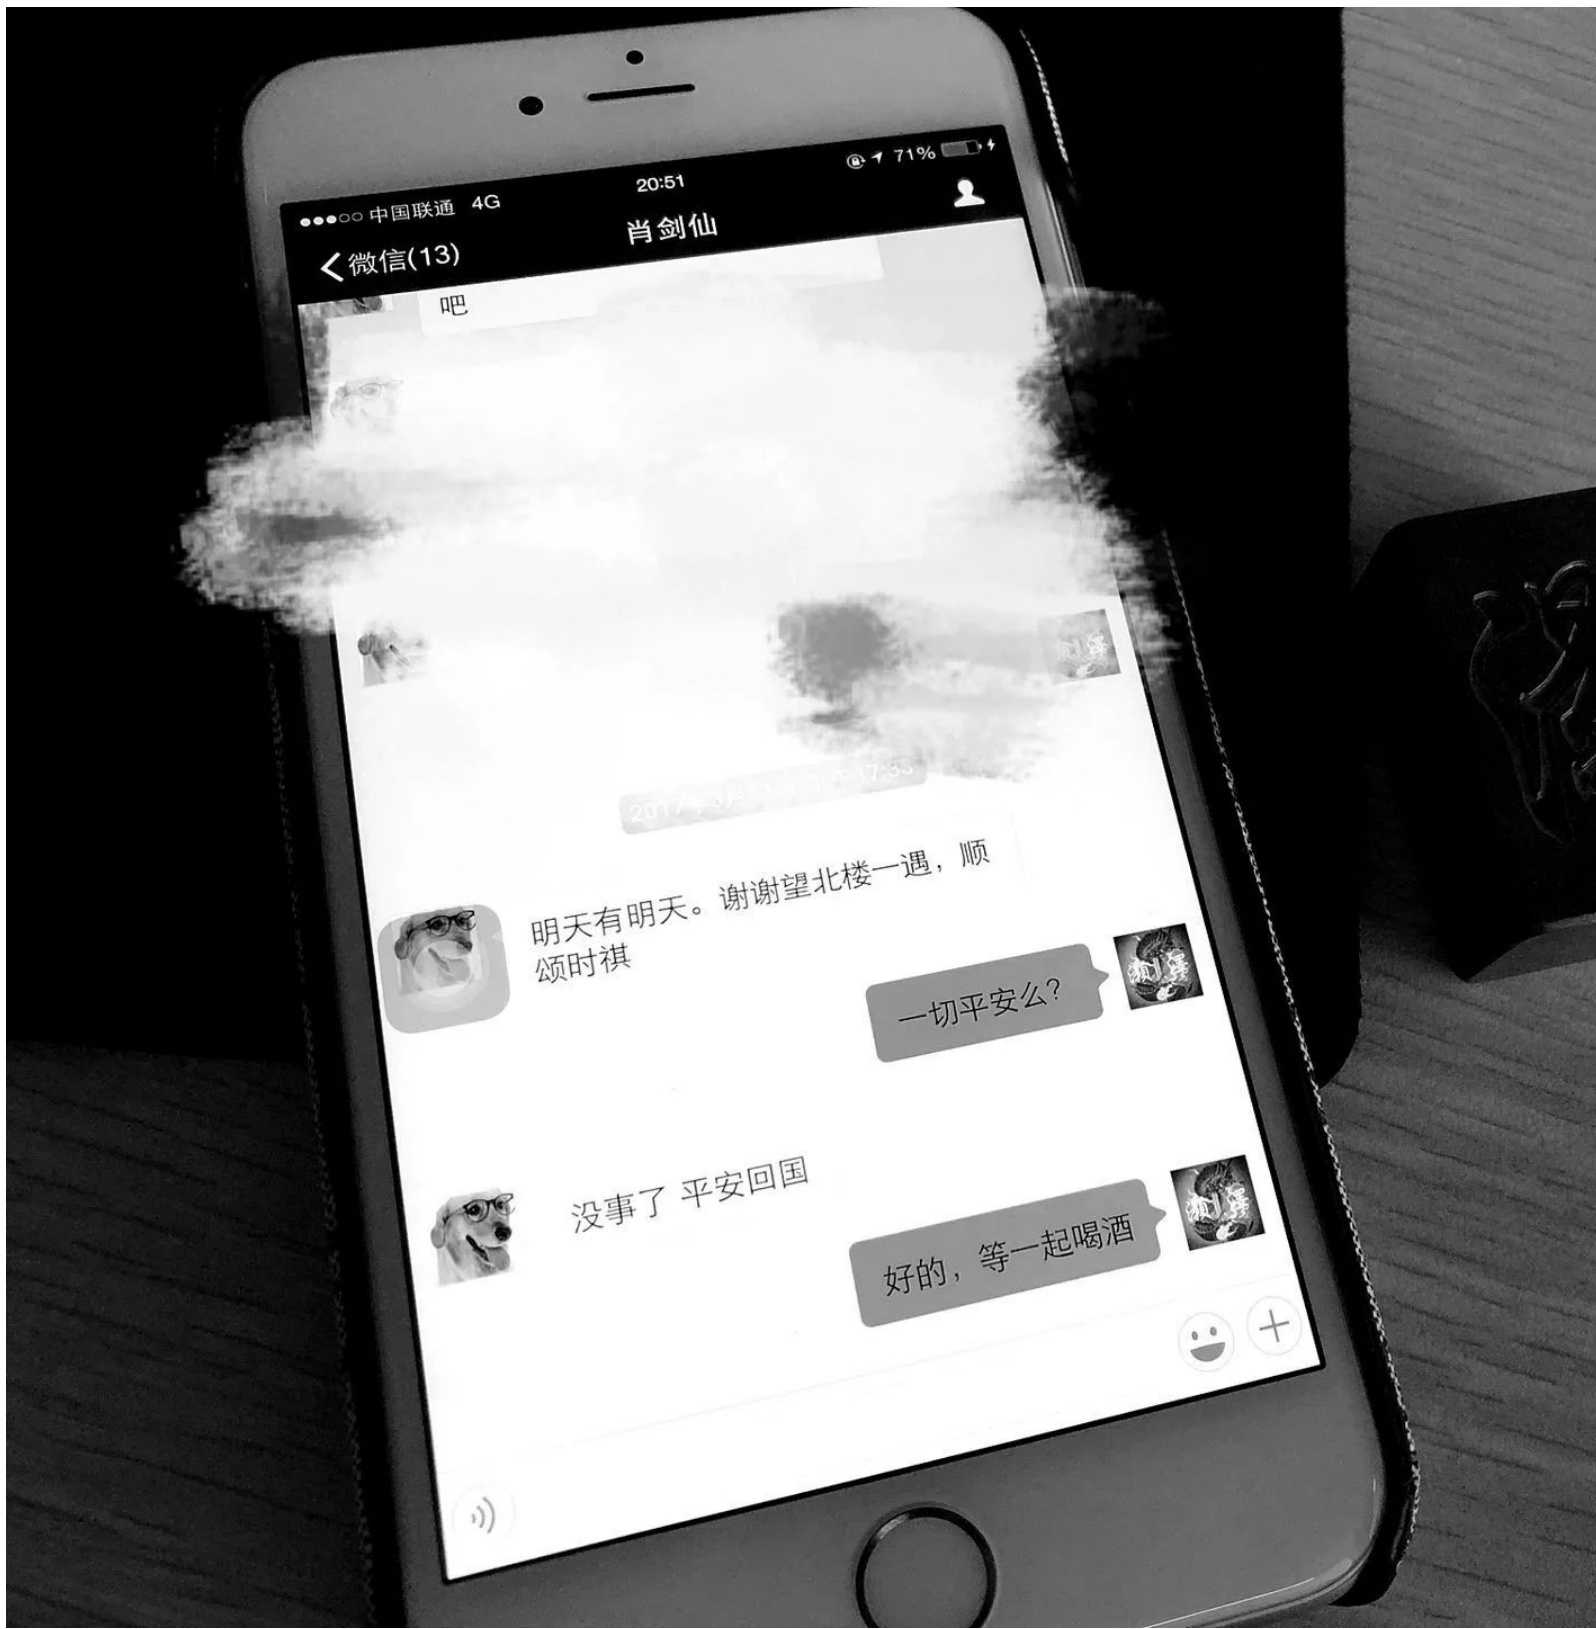 中国联通 4G
20:51
71%
微信(13)
肖剑仙
吧
明天有明天。谢谢望北楼一遇，顺
颂时祺
一切平安么？
没事了 平安回国
好的，等一起喝酒